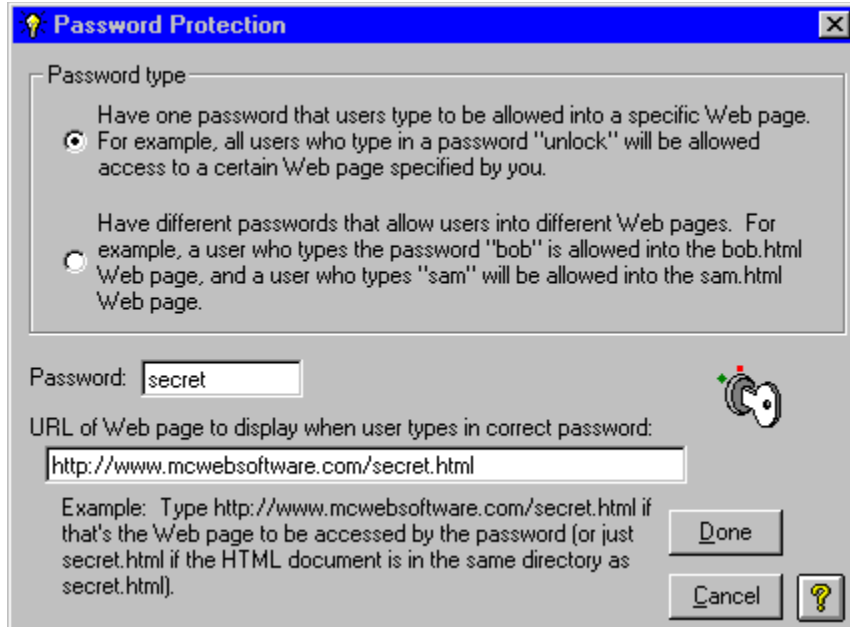 Password Protection
Password type
Have one password that users type to be allowed into a specific Web page.
For example, all users who type in a password "unlock" will be allowed
access to a certain Web page specified by you.
Have different passwords that allow users into different Web pages.  For
example, a user who types the password "bob" is allowed into the bob.html
Web page, and a user who types "sam" will be allowed into the sam.html
Web page.
Password: secret
URL of Web page to display when user types in correct password:
http://www.mcwebsoftware.com/secret.html
Example:  Type http://www.mcwebsoftware.com/secret.html if
that's the Web page to be accessed by the password (or just
secret.html if the HTML document is in the same directory as
secret.html).
Done
Cancel